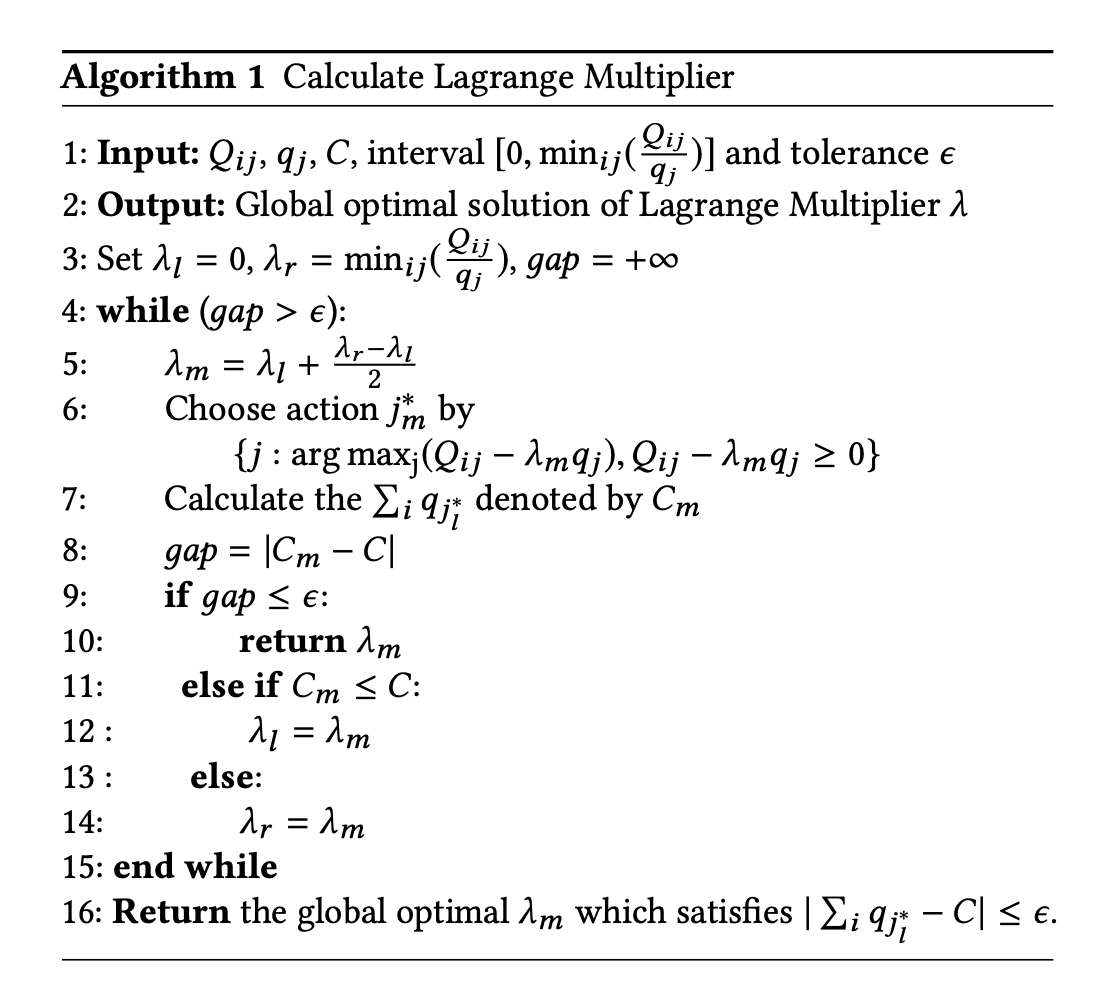 Algorithm 1 Calculate Lagrange Multiplier
1: Input: $Q_{ij}$, $q_j$, $C$, interval $[0, \min_{ij}(\frac{Q_{ij}}{q_j})]$ and tolerance $\epsilon$
2: Output: Global optimal solution of Lagrange Multiplier $\lambda$
3: Set $\lambda_l = 0$, $\lambda_r = \min_{ij}(\frac{Q_{ij}}{q_j})$, $gap = +\infty$
4: while $(gap > \epsilon)$:
5: $\lambda_m = \lambda_l + \frac{\lambda_r - \lambda_l}{2}$
6: Choose action $j_m^*$ by
$\{j : \arg\max_j(Q_{ij} - \lambda_m q_j), Q_{ij} - \lambda_m q_j \geq 0\}$
7: Calculate the $\sum_i q_{j_l^*}$ denoted by $C_m$
8: $gap = |C_m - C|$
9: if $gap \leq \epsilon$:
10: return $\lambda_m$
11: else if $C_m \leq C$:
12 : $\lambda_l = \lambda_m$
13 : else:
14: $\lambda_r = \lambda_m$
15: end while
16: Return the global optimal $\lambda_m$ which satisfies $|\sum_i q_{j_l^*} - C| \leq \epsilon$.